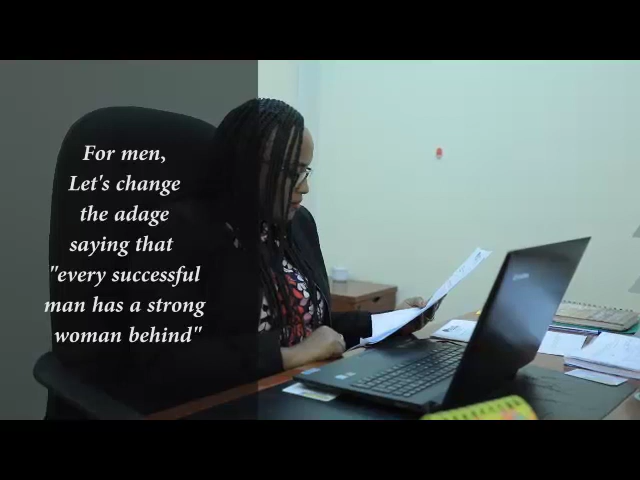 For men,
Let's change
the adage
saying that
"every successful
man has a strong
woman behind"